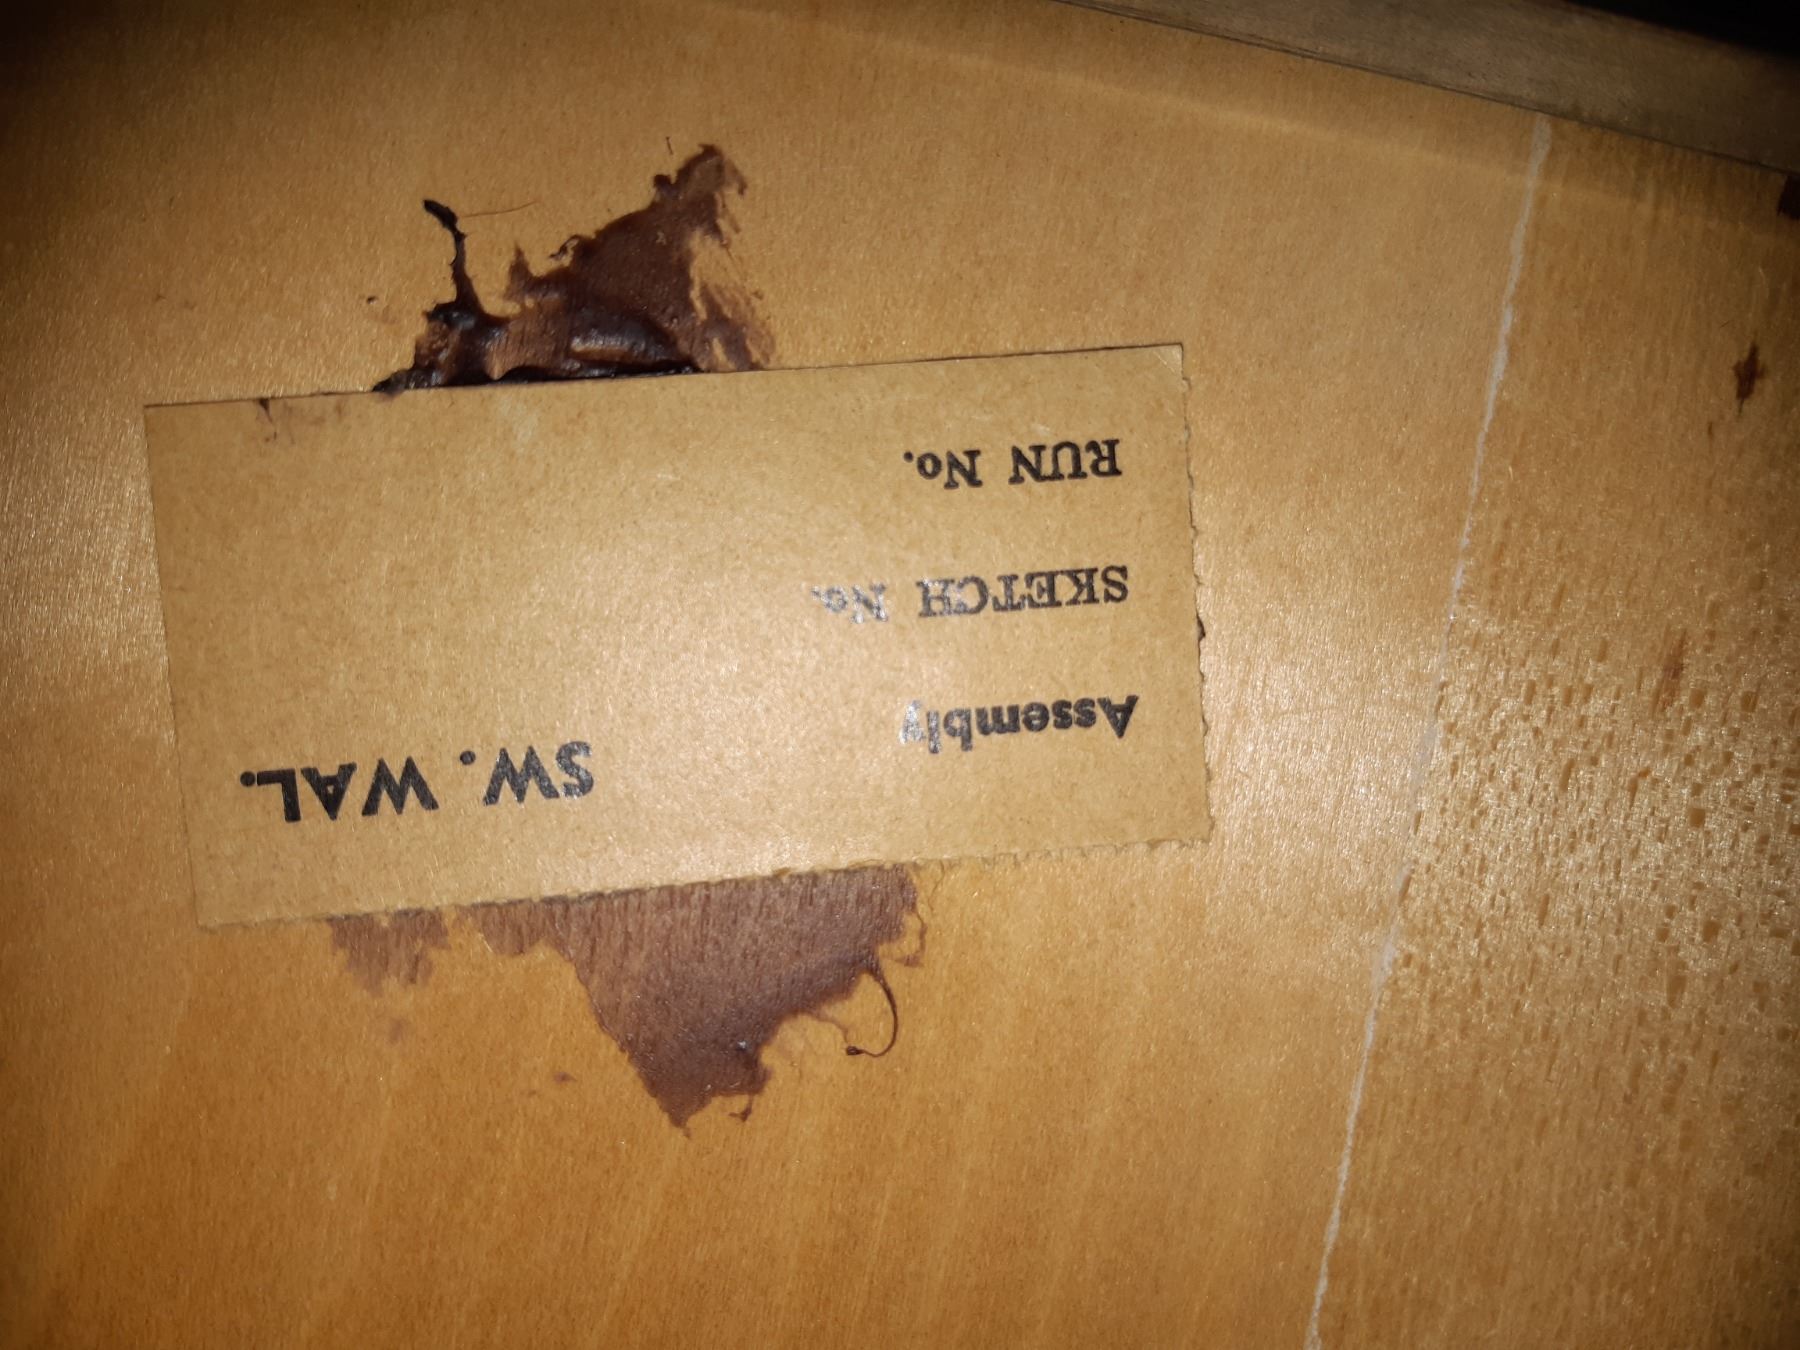 Assembly SW. WAL.
SKETCH No.
RUN No.